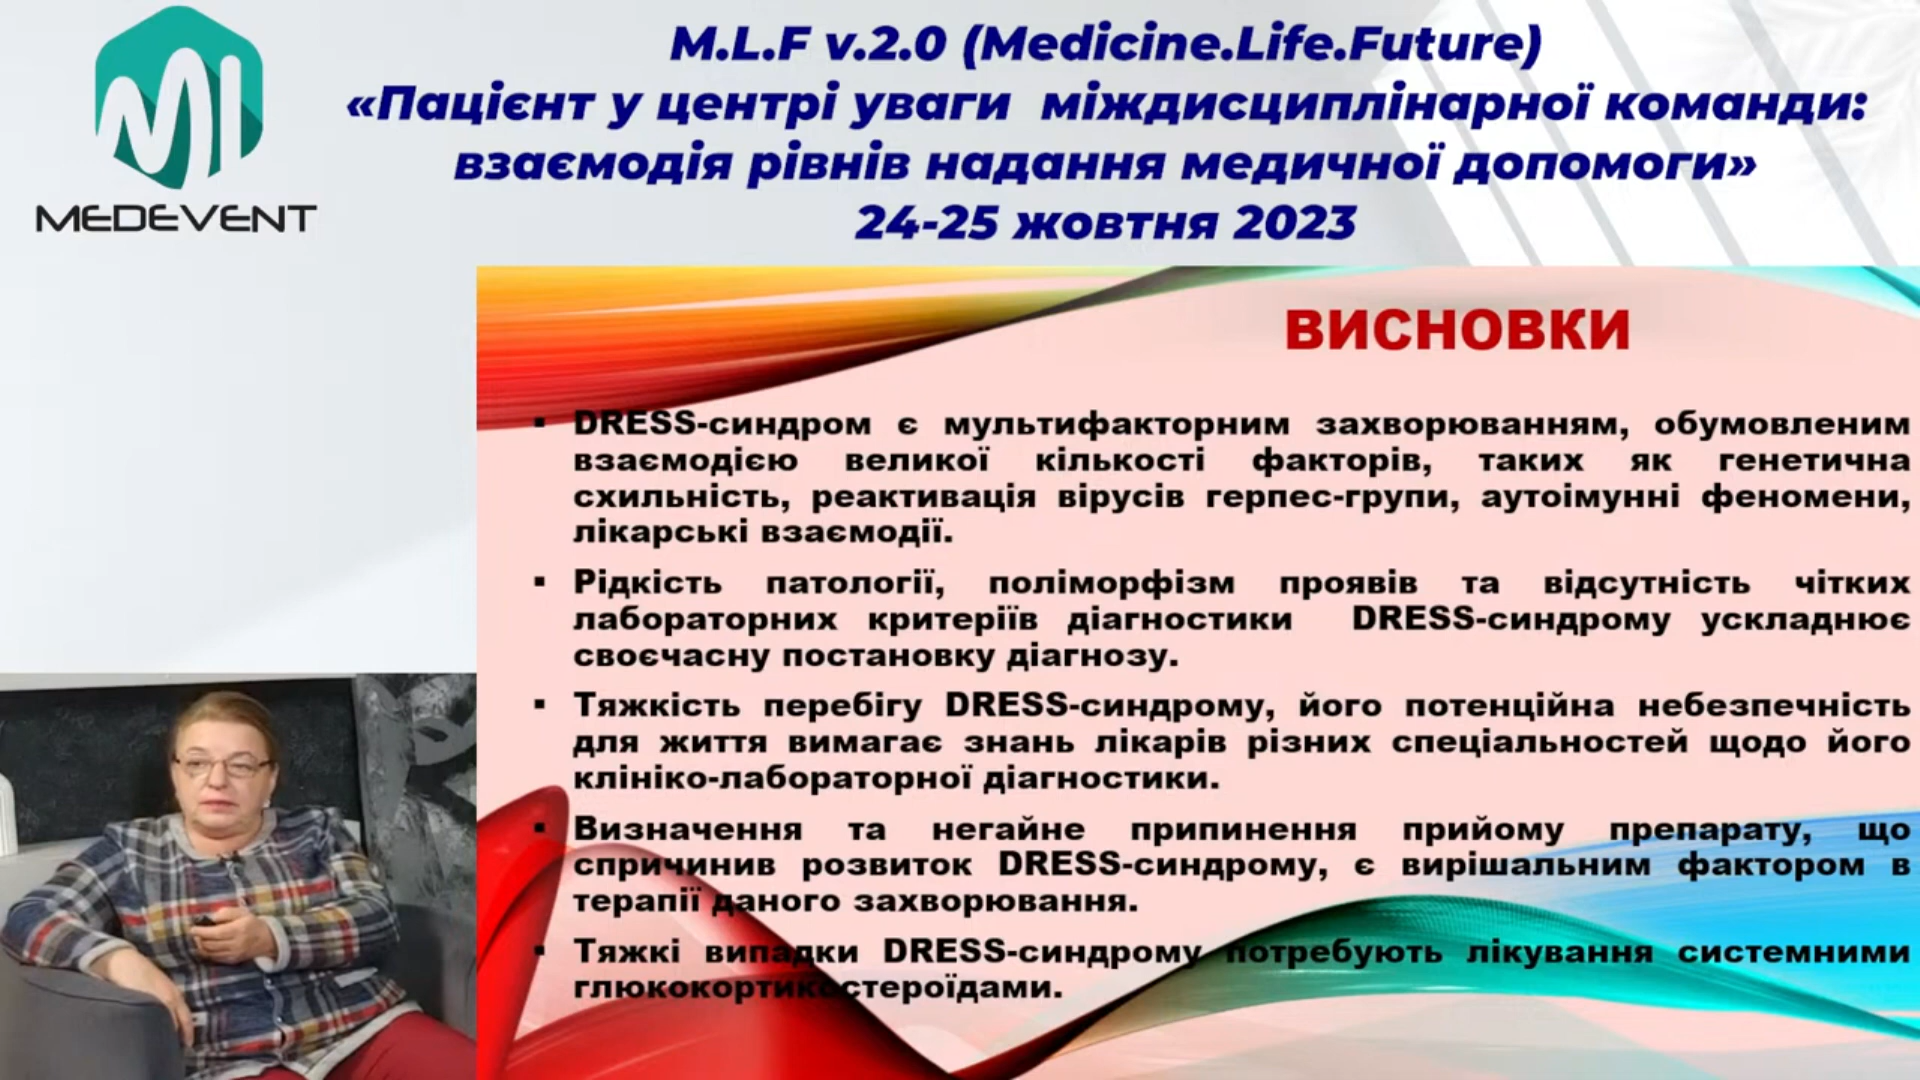 M.L.F v.2.0 (Medicine.Life.Future)
«Пацієнт у центрі уваги міждисциплінарної команди:
взаємодія рівнів надання медичної допомоги»
24-25 жовтня 2023
MEDEVENT
ВИСНОВКИ
▪ DRESS-синдром є мультифакторним захворюванням, обумовленим
взаємодією великої кількості факторів, таких як генетична
схильність, реактивація вірусів герпес-групи, аутоімунні феномени,
лікарські взаємодії.
▪ Рідкість патології, поліморфізм проявів та відсутність чітких
лабораторних критеріїв діагностики DRESS-синдрому ускладнює
своєчасну постановку діагнозу.
▪ Тяжкість перебігу DRESS-синдрому, його потенційна небезпечність
для життя вимагає знань лікарів різних спеціальностей щодо його
клініко-лабораторної діагностики.
▪ Визначення та негайне припинення прийому препарату, що
спричинив розвиток DRESS-синдрому, є вирішальним фактором в
терапії даного захворювання.
▪ Тяжкі випадки DRESS-синдрому потребують лікування системними
глюкокортикостероїдами.